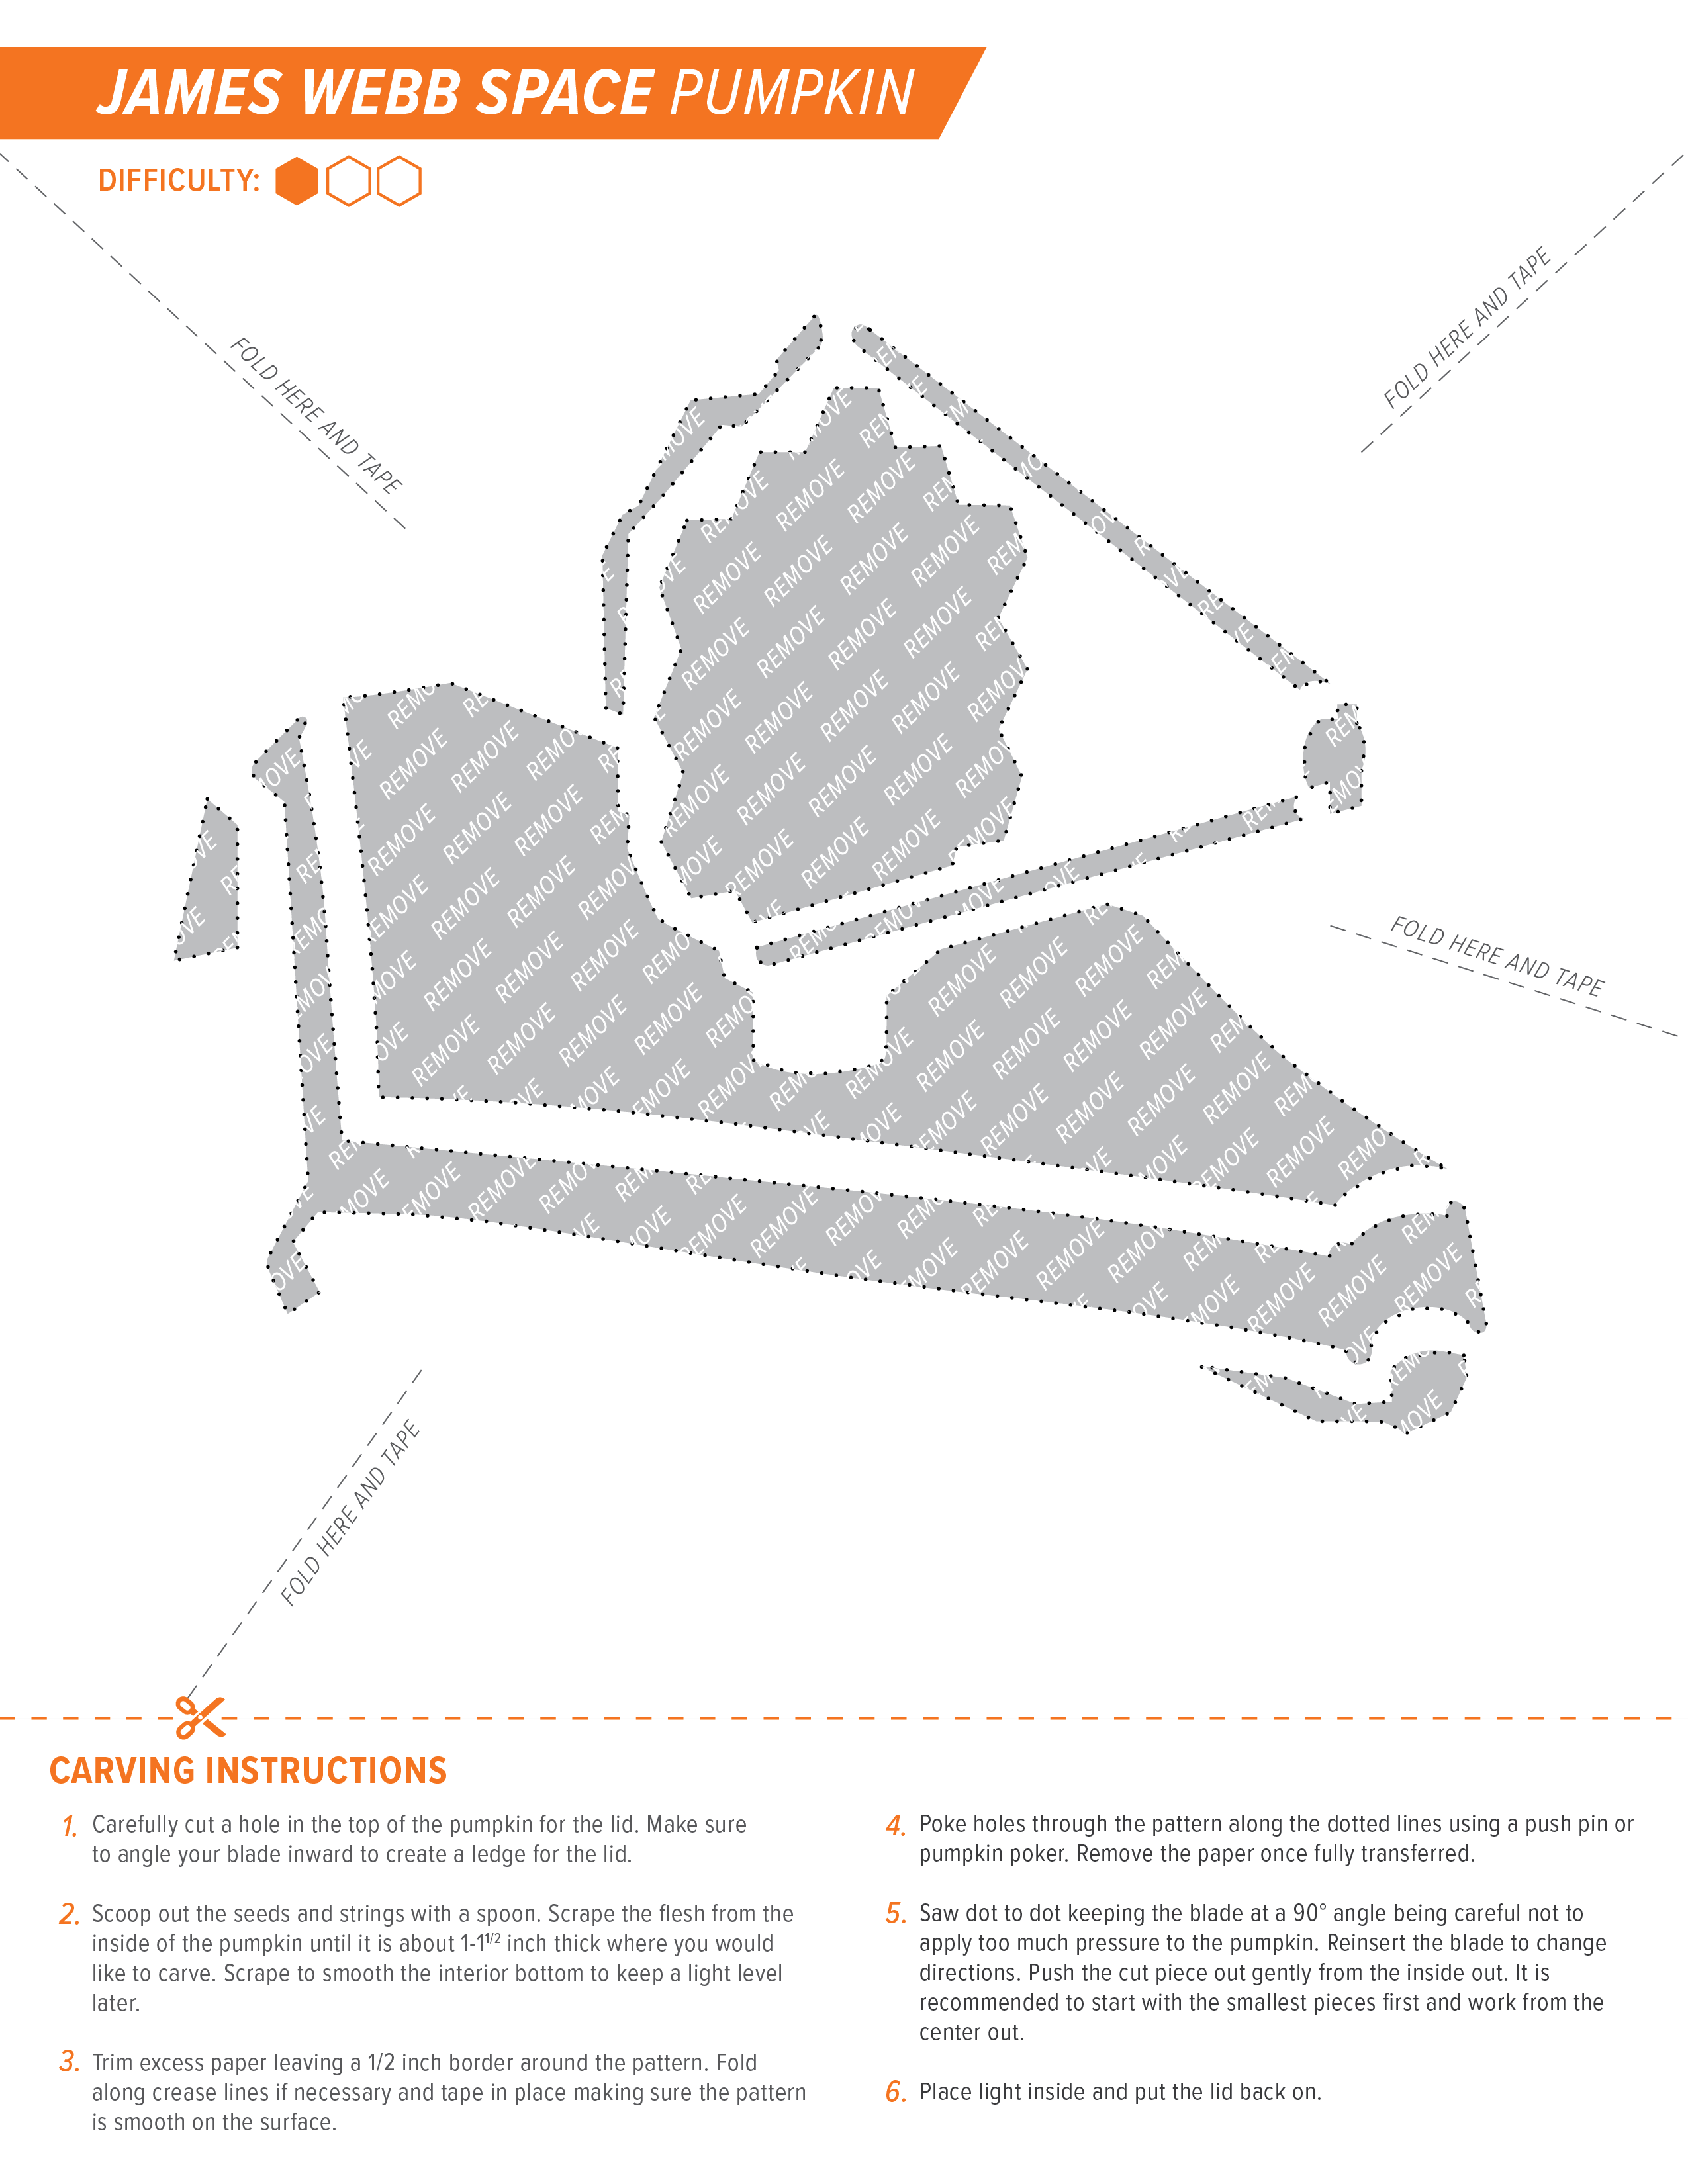 JAMES WEBB SPACE PUMPKIN
DIFFICULTY:
FOLD HERE AND TAPE
FOLD HERE AND TAPE
REMOVE REMOVE REMOVE REMOVE REMOVE REMOVE
FOLD HERE AND TAPE
FOLD HERE AND TAPE
CARVING INSTRUCTIONS
1. Carefully cut a hole in the top of the pumpkin for the lid. Make sure
to angle your blade inward to create a ledge for the lid.
2. Scoop out the seeds and strings with a spoon. Scrape the flesh from the
inside of the pumpkin until it is about 1-11/2 inch thick where you would
like to carve. Scrape to smooth the interior bottom to keep a light level
later.
3. Trim excess paper leaving a 1/2 inch border around the pattern. Fold
along crease lines if necessary and tape in place making sure the pattern
is smooth on the surface.
4. Poke holes through the pattern along the dotted lines using a push pin or
pumpkin poker. Remove the paper once fully transferred.
5. Saw dot to dot keeping the blade at a 90° angle being careful not to
apply too much pressure to the pumpkin. Reinsert the blade to change
directions. Push the cut piece out gently from the inside out. It is
recommended to start with the smallest pieces first and work from the
center out.
6. Place light inside and put the lid back on.